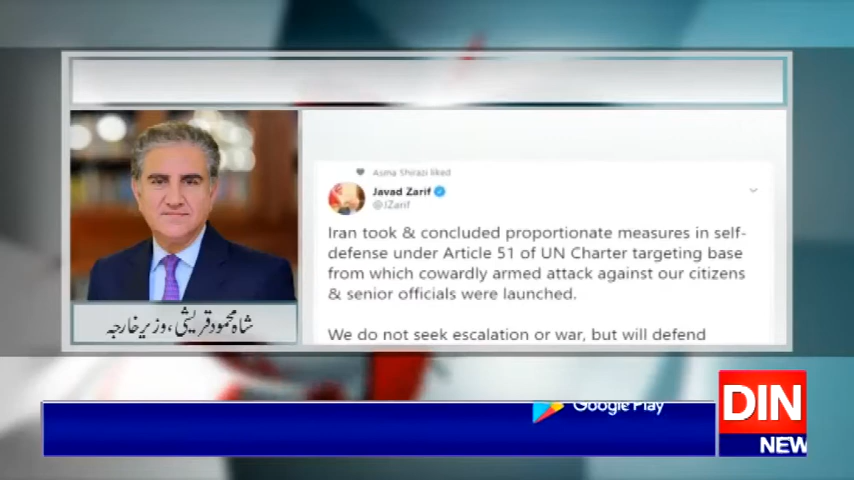 Asma Shirazi liked
Javad Zarif
@JZarif
Iran took & concluded proportionate measures in self-
defense under Article 51 of UN Charter targeting base
from which cowardly armed attack against our citizens
& senior officials were launched.
We do not seek escalation or war, but will defend
شاہ محمود قریشی، وزیر خارجہ
Google Play
DIN
NEW